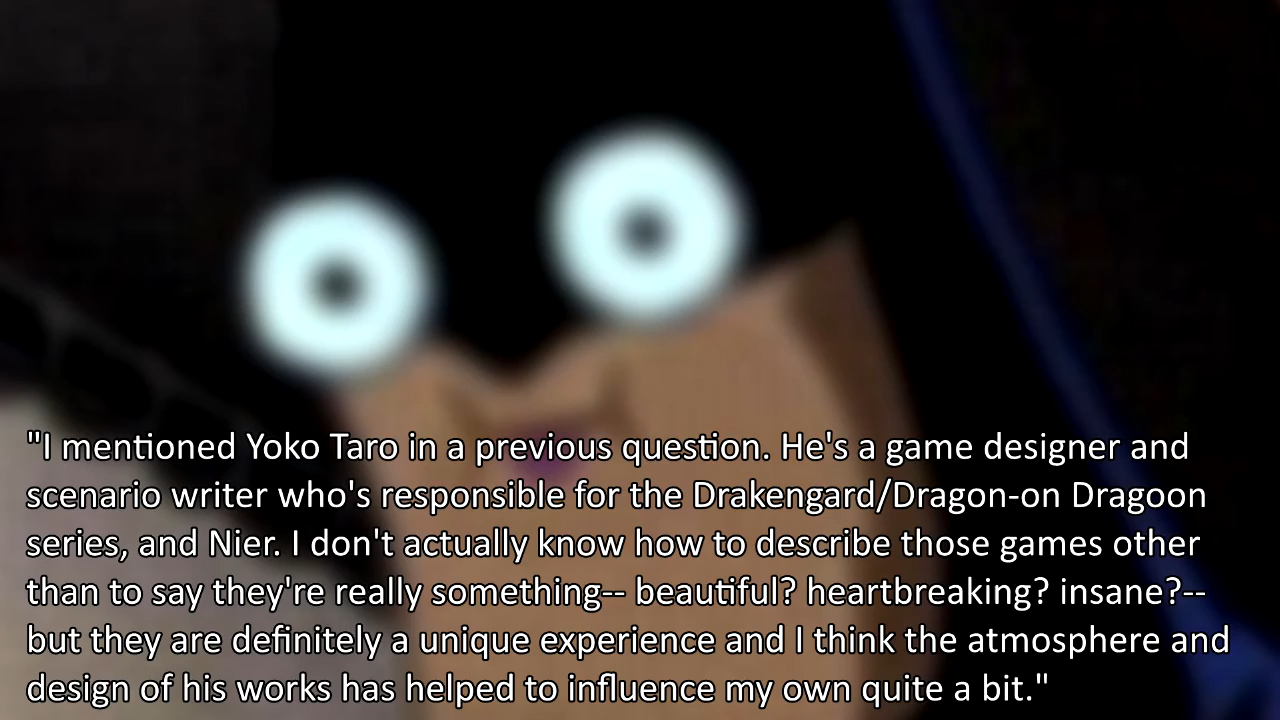 "I mentioned Yoko Taro in a previous question. He's a game designer and
scenario writer who's responsible for the Drakengard/Dragon-on Dragoon
series, and Nier. I don't actually know how to describe those games other
than to say they're really something-- beautiful? heartbreaking? insane?--
but they are definitely a unique experience and I think the atmosphere and
design of his works has helped to influence my own quite a bit."